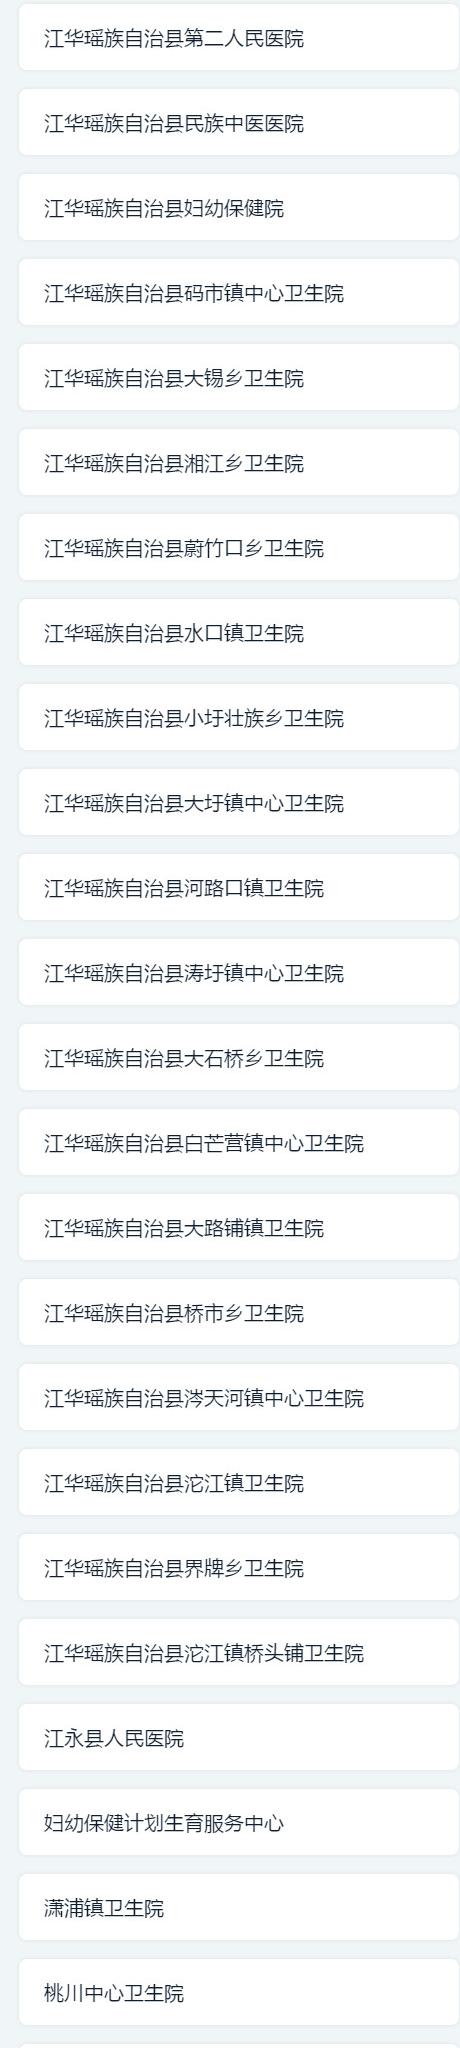 江华瑶族自治县第二人民医院
江华瑶族自治县民族中医医院
江华瑶族自治县妇幼保健院
江华瑶族自治县码市镇中心卫生院
江华瑶族自治县大锡乡卫生院
江华瑶族自治县湘江乡卫生院
江华瑶族自治县蔚竹口乡卫生院
江华瑶族自治县水口镇卫生院
江华瑶族自治县小圩壮族乡卫生院
江华瑶族自治县大圩镇中心卫生院
江华瑶族自治县河路口镇卫生院
江华瑶族自治县涛圩镇中心卫生院
江华瑶族自治县大石桥乡卫生院
江华瑶族自治县白芒营镇中心卫生院
江华瑶族自治县大路铺镇卫生院
江华瑶族自治县桥市乡卫生院
江华瑶族自治县涔天河镇中心卫生院
江华瑶族自治县沱江镇卫生院
江华瑶族自治县界牌乡卫生院
江华瑶族自治县沱江镇桥头铺卫生院
江永县人民医院
妇幼保健计划生育服务中心
潇浦镇卫生院
桃川中心卫生院